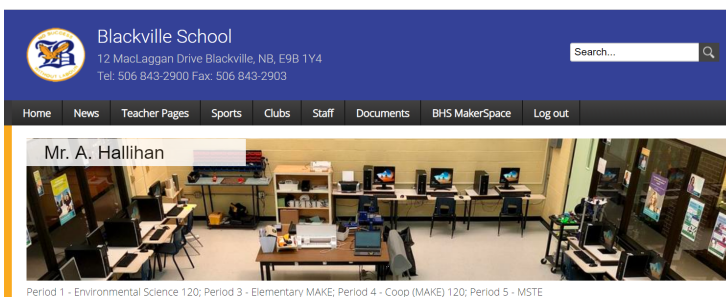 Blackville School
12 MacLaggan Drive Blackville, NB, E9B 1Y4
Tel: 506 843-2900 Fax: 506 843-2903
Search...
Home News Teacher Pages Sports Clubs Staff Documents BHS MakerSpace Log out
Mr. A. Hallihan
Period 1 - Environmental Science 120; Period 3 - Elementary MAKE; Period 4 - Coop (MAKE) 120; Period 5 - MSTE